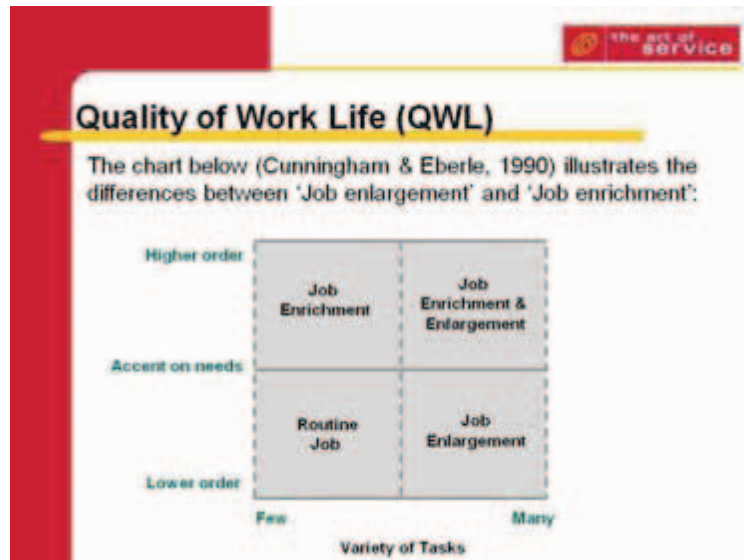 the art of
service
Quality of Work Life (QWL)
The chart below (Cunningham & Eberle, 1990) illustrates the
differences between ‘Job enlargement’ and ‘Job enrichment’:
Higher order
Job
Enrichment
Job
Enrichment &
Enlargement
Accent on needs
Routine
Job
Job
Enlargement
Lower order
Few
Many
Variety of Tasks